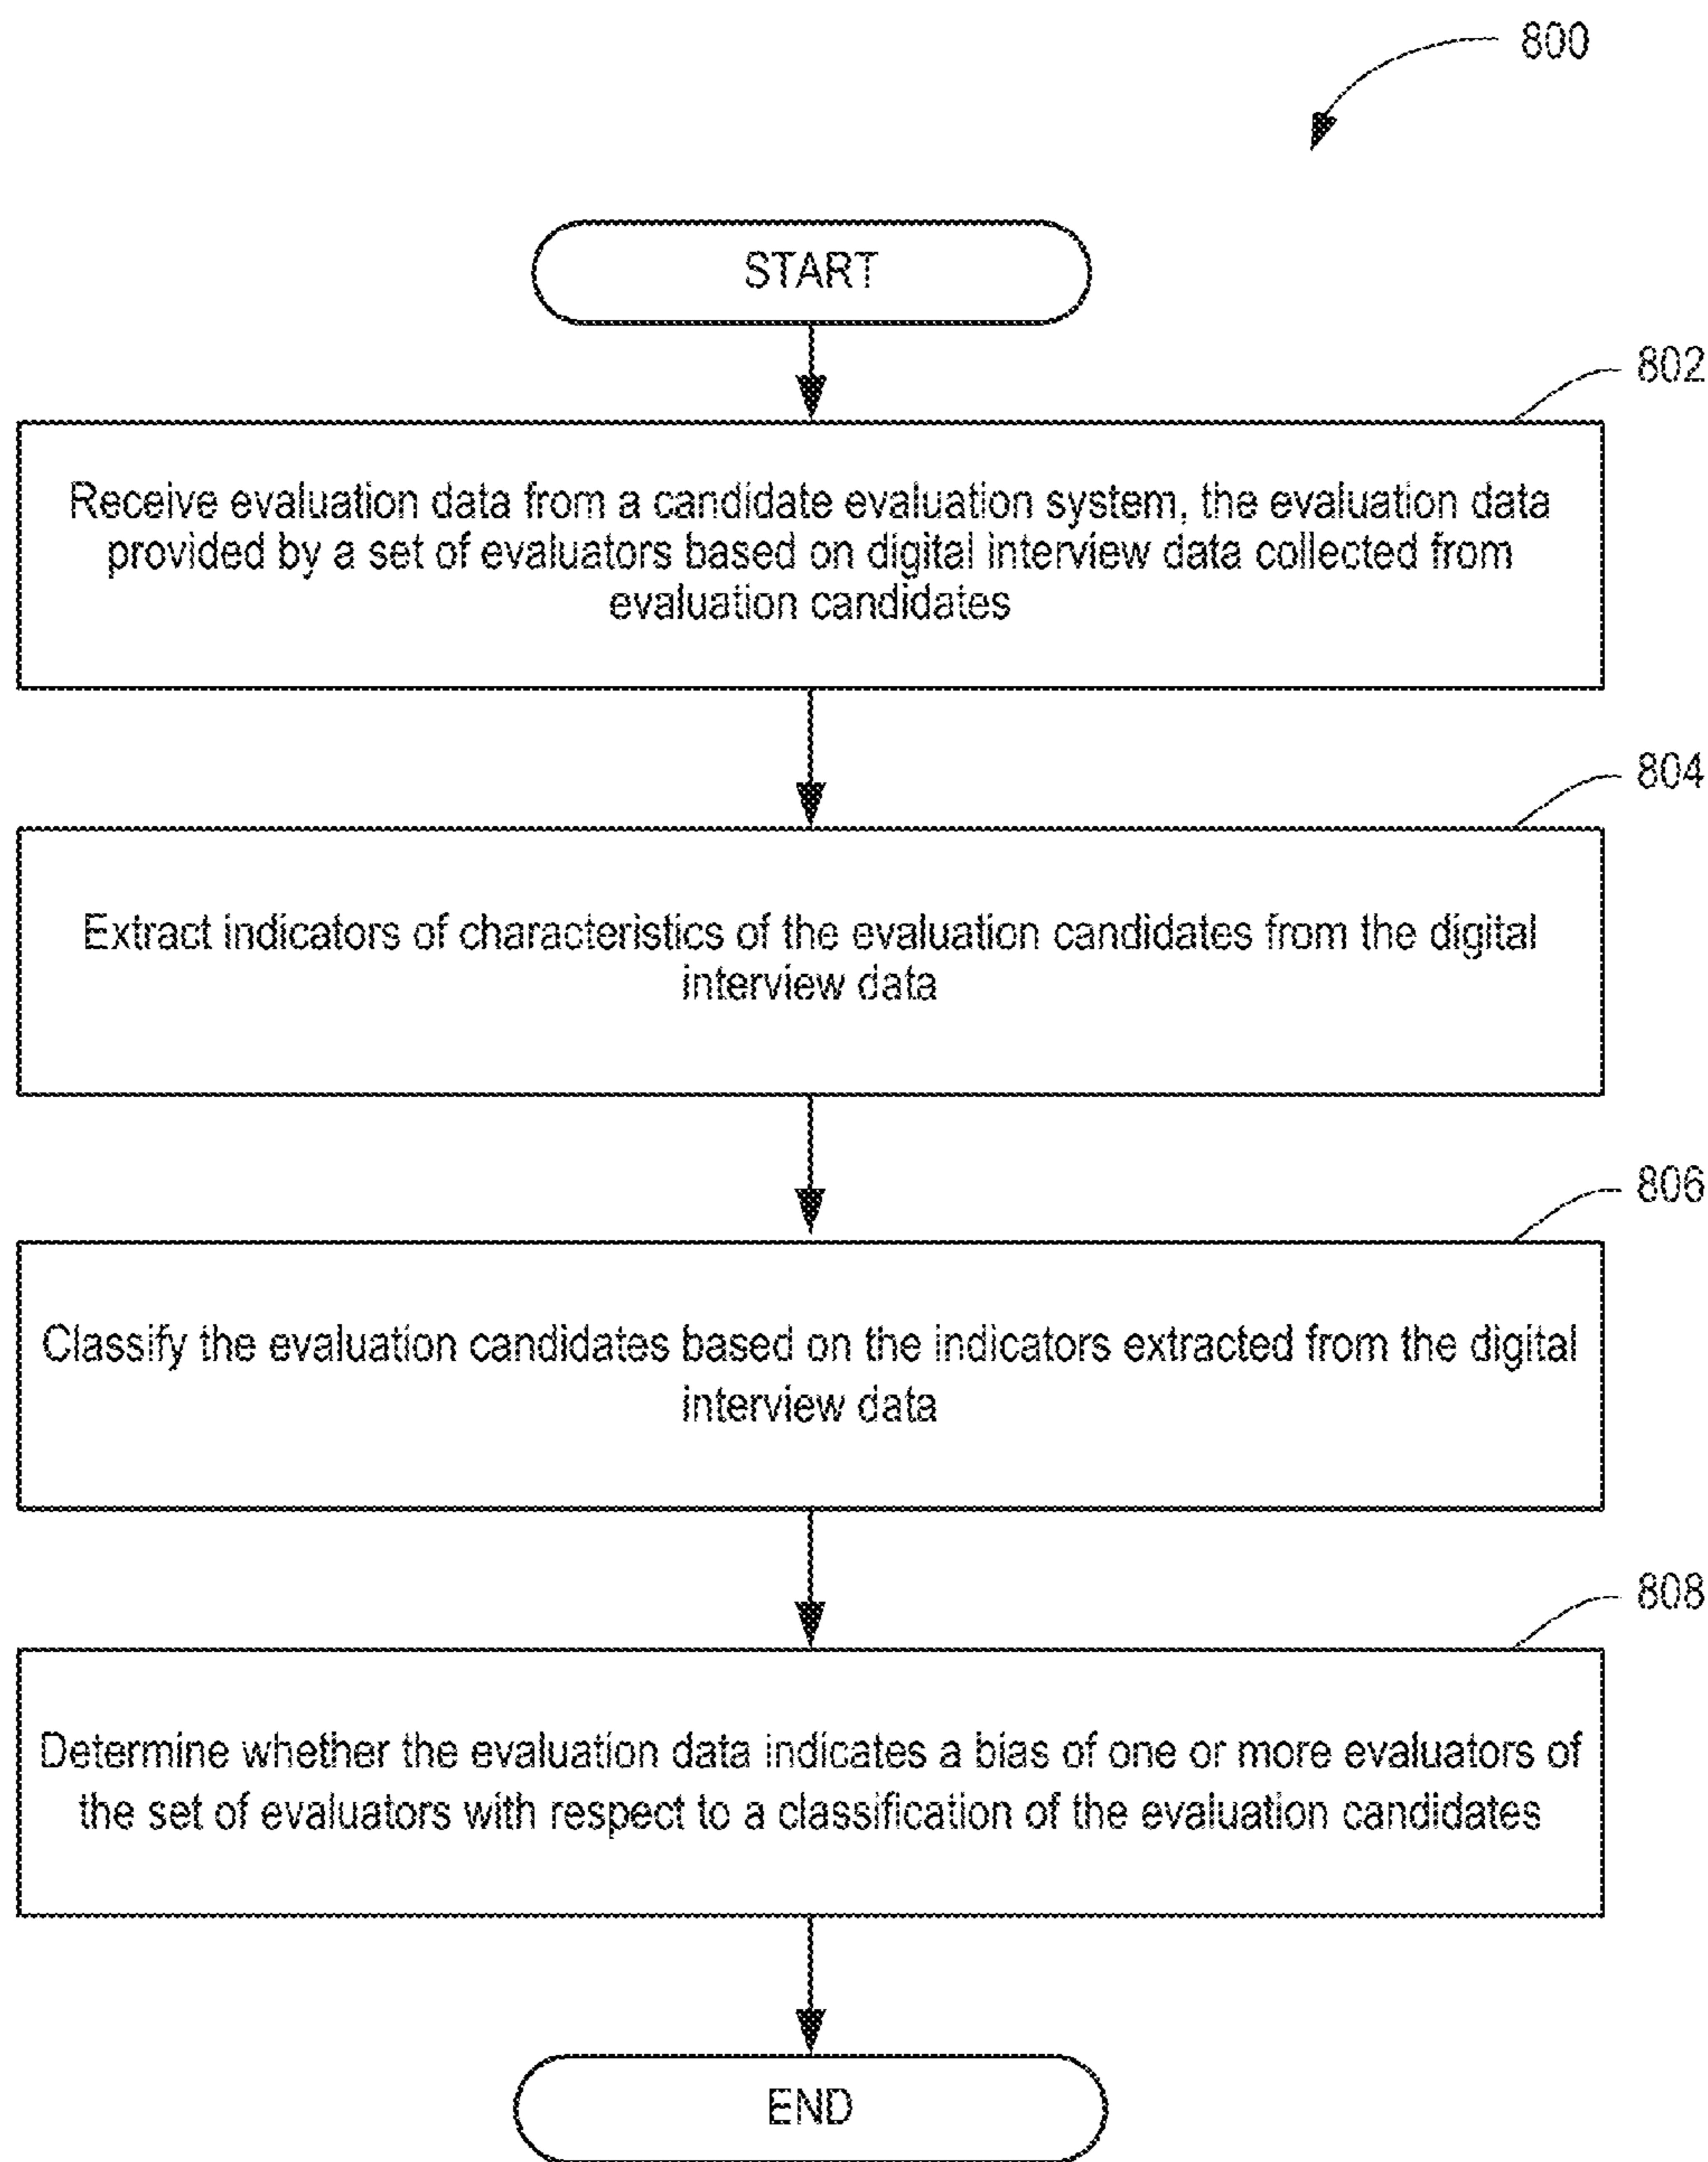 800
START
802
Receive evaluation data from a candidate evaluation system, the evaluation data
provided by a set of evaluators based on digital interview data collected from
evaluation candidates
804
Extract indicators of characteristics of the evaluation candidates from the digital
interview data
806
Classify the evaluation candidates based on the indicators extracted from the digital
interview data
808
Determine whether the evaluation data indicates a bias of one or more evaluators of
the set of evaluators with respect to a classification of the evaluation candidates
END